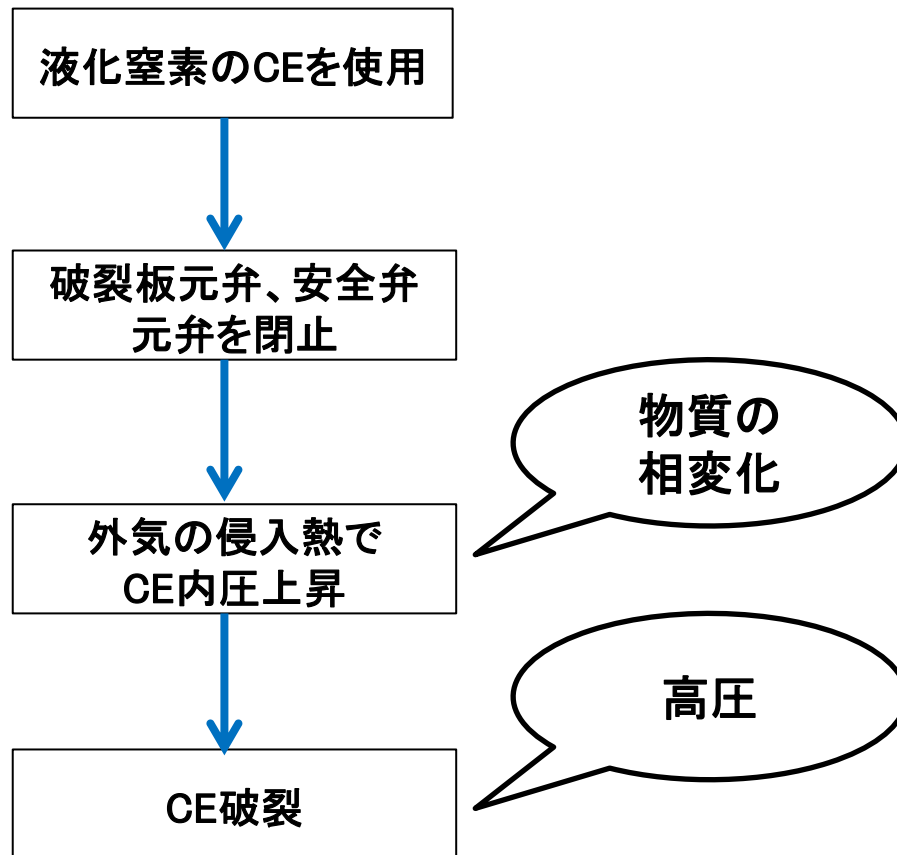 液化窒素のCEを使用
破裂板元弁、安全弁
元弁を閉止
物質の
相変化
外気の侵入熱で
CE内圧上昇
高圧
CE破裂